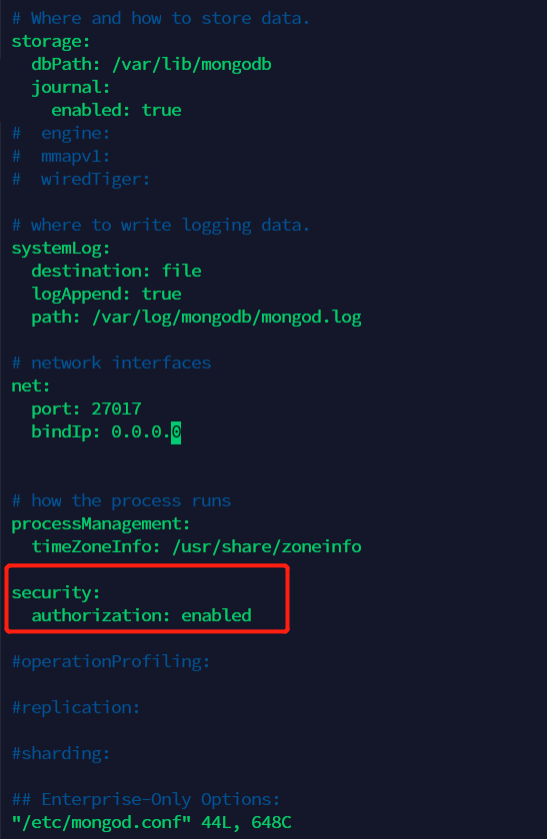 # Where and how to store data.
storage:
  dbPath: /var/lib/mongodb
  journal:
    enabled: true
#  engine:
#  mmapv1:
#  wiredTiger:
# where to write logging data.
systemLog:
  destination: file
  logAppend: true
  path: /var/log/mongodb/mongod.log
# network interfaces
net:
  port: 27017
  bindIp: 0.0.0.0
# how the process runs
processManagement:
  timeZoneInfo: /usr/share/zoneinfo
security:
  authorization: enabled
#operationProfiling:
#replication:
#sharding:
## Enterprise-Only Options:
"/etc/mongod.conf" 44L, 648C